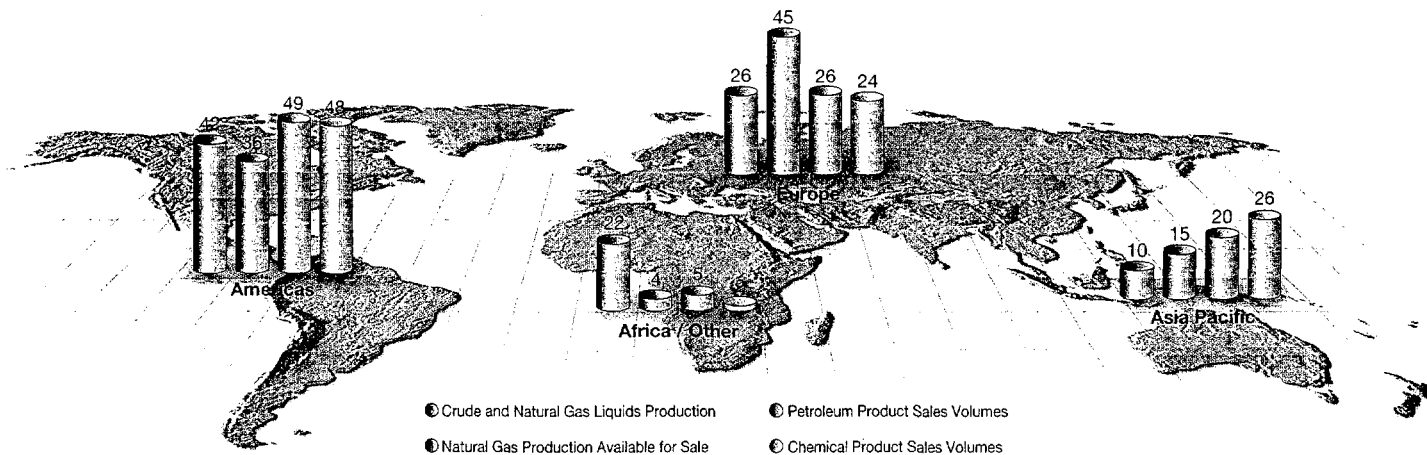 45
26
26
24
49
48
42
36
Europe
26
22
20
15
10
4
5
Americas
Africa / Other
Asia Pacific
Crude and Natural Gas Liquids Production
Petroleum Product Sales Volumes
Natural Gas Production Available for Sale
Chemical Product Sales Volumes